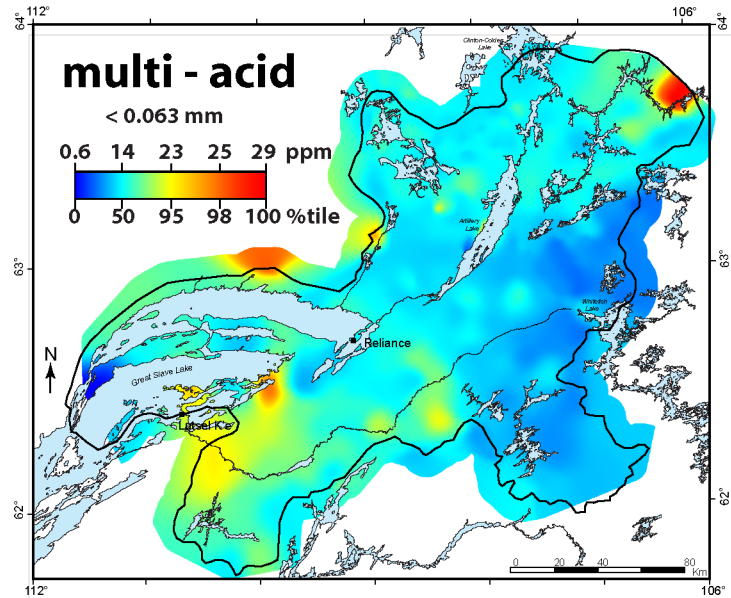 112°
106°
64°
64°
Clinton-Colden
Lake
multi - acid
< 0.063 mm
0.6 14 23 25 29 ppm
0 50 95 98 100 %tile
Artillery
Lake
63°
63°
Whitefish
Lake
Reliance
N
Great Slave Lake
Lutsel K'e
62°
62°
0 20 40 60 80
Km
112°
106°